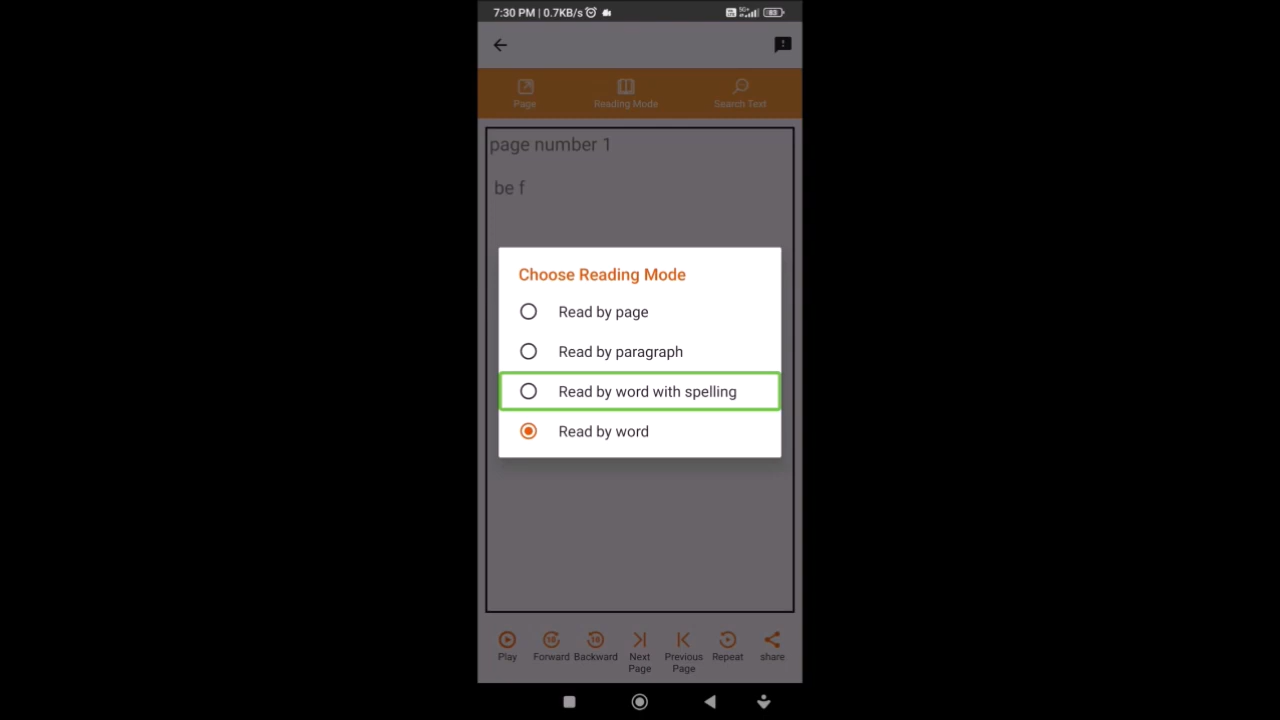 7:30 PM | 0.7KB/s
Page
Reading Mode
Search Text
page number 1
be f
Choose Reading Mode
Read by page
Read by paragraph
Read by word with spelling
Read by word
Play
Forward
Backward
Next Page
Previous Page
Repeat
share